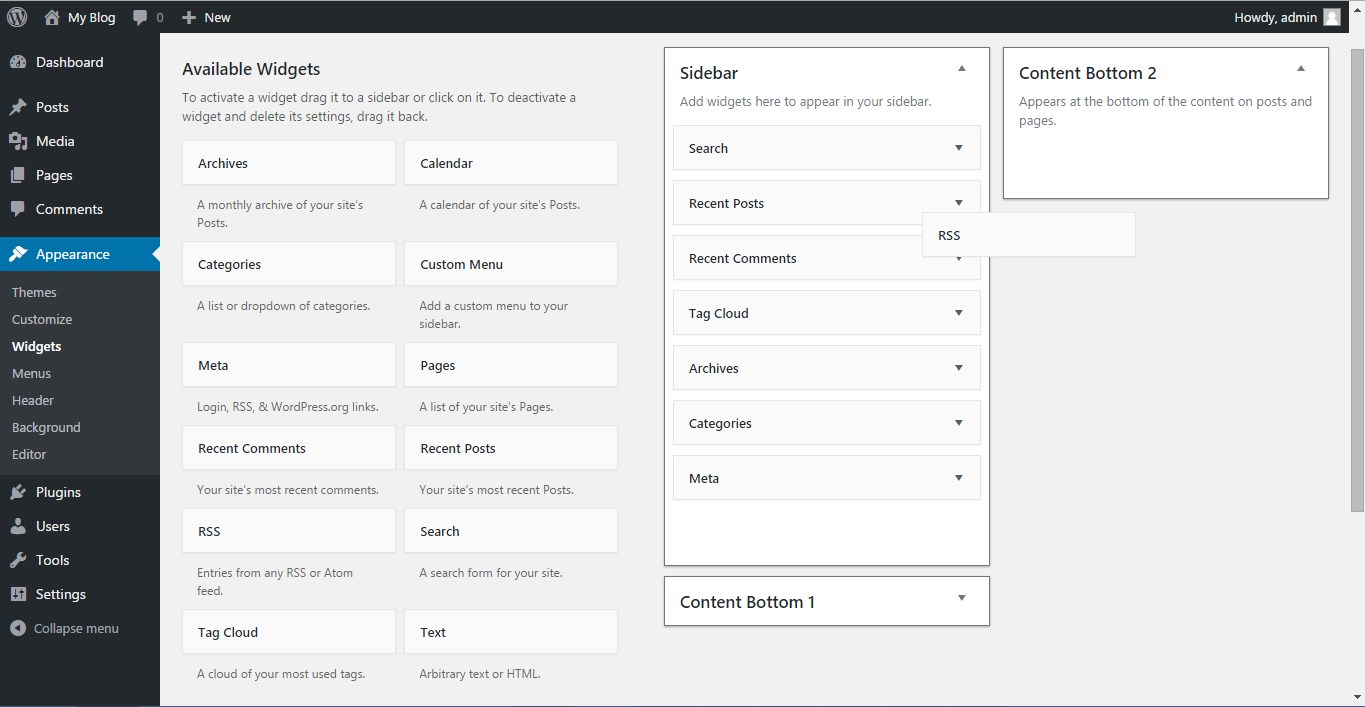 My Blog
0
New
Howdy, admin
Dashboard
Posts
Media
Pages
Comments
Appearance
Themes
Customize
Widgets
Menus
Header
Background
Editor
Plugins
Users
Tools
Settings
Collapse menu
Available Widgets
To activate a widget drag it to a sidebar or click on it. To deactivate a
widget and delete its settings, drag it back.
Archives
A monthly archive of your site’s
Posts.
Calendar
A calendar of your site’s Posts.
Categories
A list or dropdown of categories.
Custom Menu
Add a custom menu to your
sidebar.
Meta
Login, RSS, & WordPress.org links.
Pages
A list of your site’s Pages.
Recent Comments
Your site’s most recent comments.
Recent Posts
Your site’s most recent Posts.
RSS
Entries from any RSS or Atom
feed.
Search
A search form for your site.
Tag Cloud
A cloud of your most used tags.
Text
Arbitrary text or HTML.
Sidebar
Add widgets here to appear in your sidebar.
Search
Recent Posts
Recent Comments
Tag Cloud
Archives
Categories
Meta
Content Bottom 1
Content Bottom 2
Appears at the bottom of the content on posts and
pages.
RSS